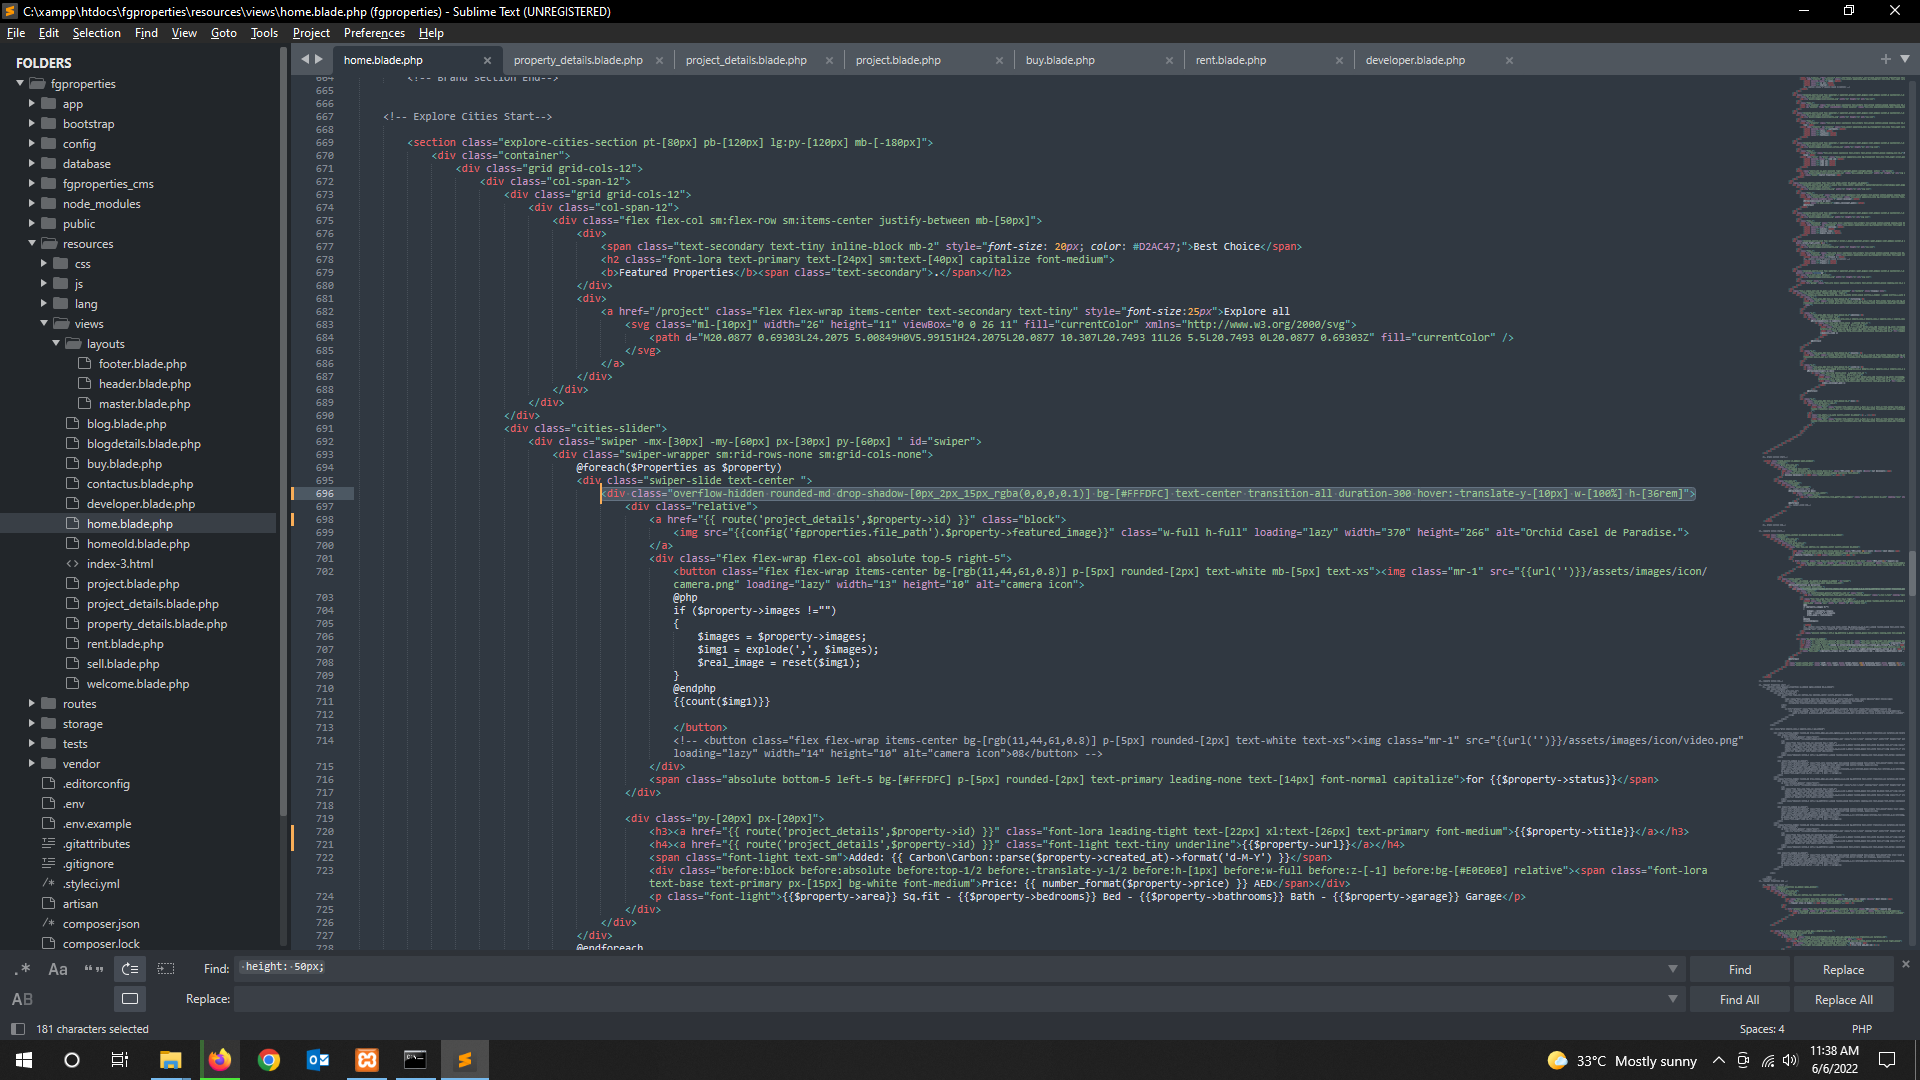 C:\xampp\htdocs\fgproperties\resources\views\home.blade.php (fgproperties) - Sublime Text (UNREGISTERED)
File Edit Selection Find View Goto Tools Project Preferences Help
FOLDERS
fgproperties
app
bootstrap
config
database
fgproperties_cms
node_modules
public
resources
css
js
lang
views
layouts
footer.blade.php
header.blade.php
master.blade.php
blog.blade.php
blogdetails.blade.php
buy.blade.php
contactus.blade.php
developer.blade.php
home.blade.php
homeold.blade.php
index-3.html
project.blade.php
project_details.blade.php
property_details.blade.php
rent.blade.php
sell.blade.php
welcome.blade.php
routes
storage
tests
vendor
.editorconfig
.env
.env.example
.gitattributes
.gitignore
.styleci.yml
artisan
composer.json
composer.lock
home.blade.php property_details.blade.php project_details.blade.php project.blade.php buy.blade.php rent.blade.php developer.blade.php
664 <!-- Brand Section End-->
665
666
667 <!-- Explore Cities Start-->
668
669 <section class="explore-cities-section pt-[80px] pb-[120px] lg:py-[120px] mb-[-180px]">
670 <div class="container">
671 <div class="grid grid-cols-12">
672 <div class="col-span-12">
673 <div class="grid grid-cols-12">
674 <div class="col-span-12">
675 <div class="flex flex-col sm:flex-row sm:items-center justify-between mb-[50px]">
676 <div>
677 <span class="text-secondary text-tiny inline-block mb-2" style="font-size: 20px; color: #D2AC47;">Best Choice</span>
678 <h2 class="font-lora text-primary text-[24px] sm:text-[40px] capitalize font-medium">
679 <b>Featured Properties</b><span class="text-secondary">.</span></h2>
680 </div>
681 <div>
682 <a href="/project" class="flex flex-wrap items-center text-secondary text-tiny" style="font-size:25px">Explore all
683 <svg class="ml-[10px]" width="26" height="11" viewBox="0 0 26 11" fill="currentColor" xmlns="http://www.w3.org/2000/svg">
684 <path d="M20.0877 0.69303L24.2075 5.00849H0V5.99151H24.2075L20.0877 10.307L20.7493 11L26 5.5L20.7493 0L20.0877 0.69303Z" fill="currentColor" />
685 </svg>
686 </a>
687 </div>
688 </div>
689 </div>
690 </div>
691 <div class="cities-slider">
692 <div class="swiper -mx-[30px] -my-[60px] px-[30px] py-[60px] " id="swiper">
693 <div class="swiper-wrapper sm:rid-rows-none sm:grid-cols-none">
694 @foreach($Properties as $property)
695 <div class="swiper-slide text-center ">
696 <div class="overflow-hidden rounded-md drop-shadow-[0px_2px_15px_rgba(0,0,0,0.1)] bg-[#FFFDFC] text-center transition-all duration-300 hover:-translate-y-[10px] w-[100%] h-[36rem]">
697 <div class="relative">
698 <a href="{{ route('project_details',$property->id) }}" class="block">
699 <img src="{{config('fgproperties.file_path').$property->featured_image}}" class="w-full h-full" loading="lazy" width="370" height="266" alt="Orchid Casel de Paradise.">
700 </a>
701 <div class="flex flex-wrap flex-col absolute top-5 right-5">
702 <button class="flex flex-wrap items-center bg-[rgb(11,44,61,0.8)] p-[5px] rounded-[2px] text-white mb-[5px] text-xs"><img class="mr-1" src="{{url('')}}/assets/images/icon/
camera.png" loading="lazy" width="13" height="10" alt="camera icon">
703 @php
704 if ($property->images !="")
705 {
706 $images = $property->images;
707 $img1 = explode(',', $images);
708 $real_image = reset($img1);
709 }
710 @endphp
711 {{count($img1)}}
712
713 </button>
714 <!-- <button class="flex flex-wrap items-center bg-[rgb(11,44,61,0.8)] p-[5px] rounded-[2px] text-white text-xs"><img class="mr-1" src="{{url('')}}/assets/images/icon/video.png"
loading="lazy" width="14" height="10" alt="camera icon">08</button> -->
715 </div>
716 <span class="absolute bottom-5 left-5 bg-[#FFFDFC] p-[5px] rounded-[2px] text-primary leading-none text-[14px] font-normal capitalize">for {{$property->status}}</span>
717 </div>
718
719 <div class="py-[20px] px-[20px]">
720 <h3><a href="{{ route('project_details',$property->id) }}" class="font-lora leading-tight text-[22px] xl:text-[26px] text-primary font-medium">{{$property->title}}</a></h3>
721 <h4><a href="{{ route('project_details',$property->id) }}" class="font-light text-tiny underline">{{$property->url}}</a></h4>
722 <span class="font-light text-sm">Added: {{ Carbon\Carbon::parse($property->created_at)->format('d-M-Y') }}</span>
723 <div class="before:block before:absolute before:top-1/2 before:-translate-y-1/2 before:h-[1px] before:w-full before:z-[-1] before:bg-[#E0E0E0] relative"><span class="font-lora
text-base text-primary px-[15px] bg-white font-medium">Price: {{ number_format($property->price) }} AED</span></div>
724 <p class="font-light">{{$property->area}} Sq.fit - {{$property->bedrooms}} Bed - {{$property->bathrooms}} Bath - {{$property->garage}} Garage</p>
725 </div>
726 </div>
727 </div>
728 @endforeach
Find: height: 50px; Find Replace
Replace: Find All Replace All
181 characters selected Spaces: 4 PHP
33°C Mostly sunny
11:38 AM
6/6/2022